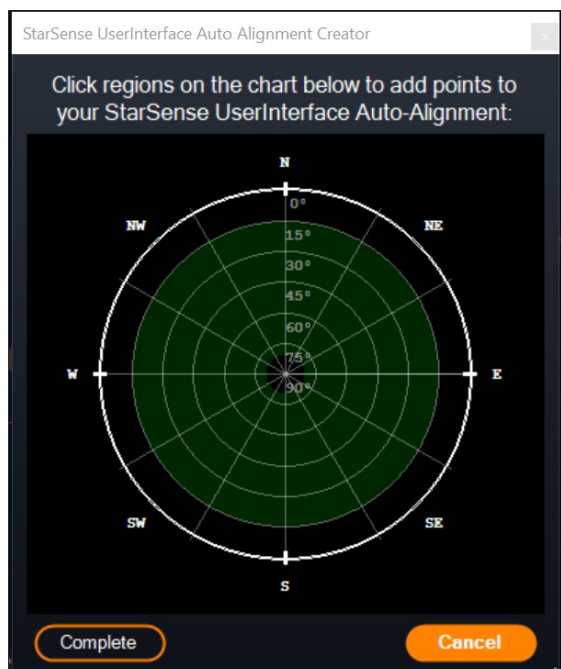 StarSense UserInterface Auto Alignment Creator
x
Click regions on the chart below to add points to
your StarSense UserInterface Auto-Alignment:
N
0°
NW
NE
15°
30°
45°
60°
75°
W
E
90°
SW
SE
S
Complete
Cancel